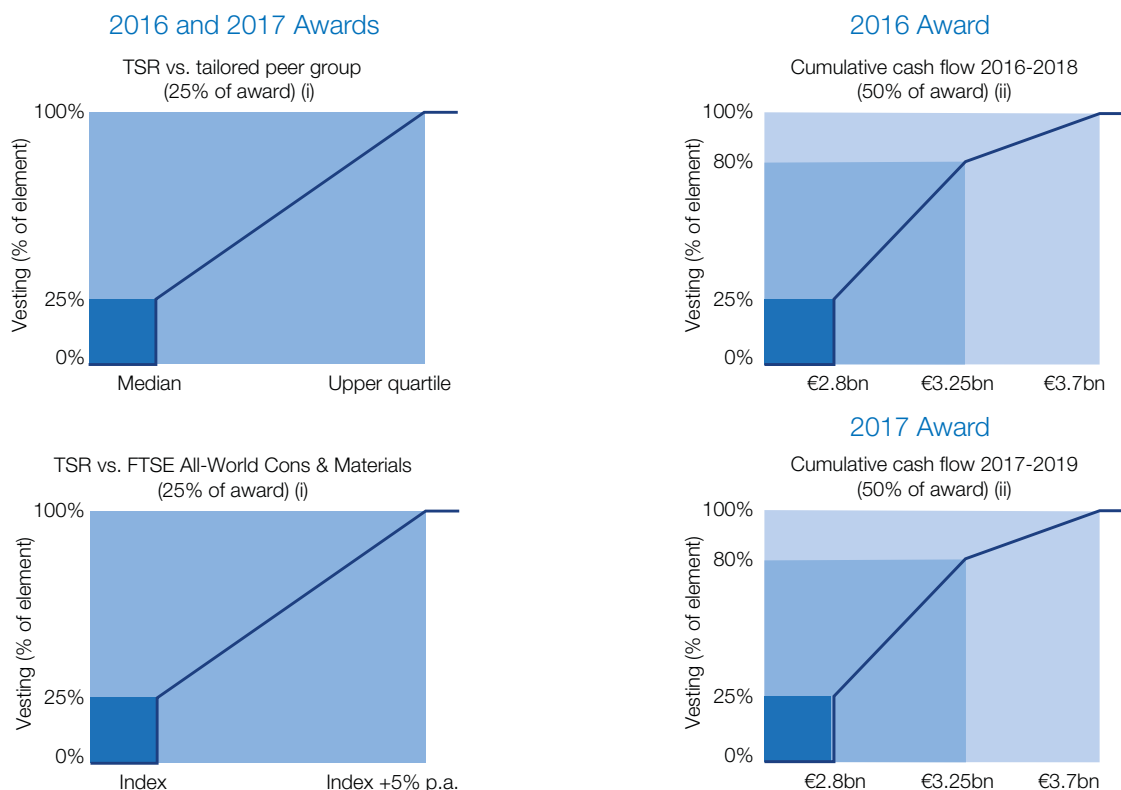 2016 and 2017 Awards
TSR vs. tailored peer group
(25% of award) (i)
Vesting (% of element)
100%
25%
0%
Median
Upper quartile
2016 Award
Cumulative cash flow 2016-2018
(50% of award) (ii)
Vesting (% of element)
100%
80%
25%
0%
€2.8bn
€3.25bn
€3.7bn
TSR vs. FTSE All-World Cons & Materials
(25% of award) (i)
Vesting (% of element)
100%
25%
0%
Index
Index +5% p.a.
2017 Award
Cumulative cash flow 2017-2019
(50% of award) (ii)
Vesting (% of element)
100%
80%
25%
0%
€2.8bn
€3.25bn
€3.7bn